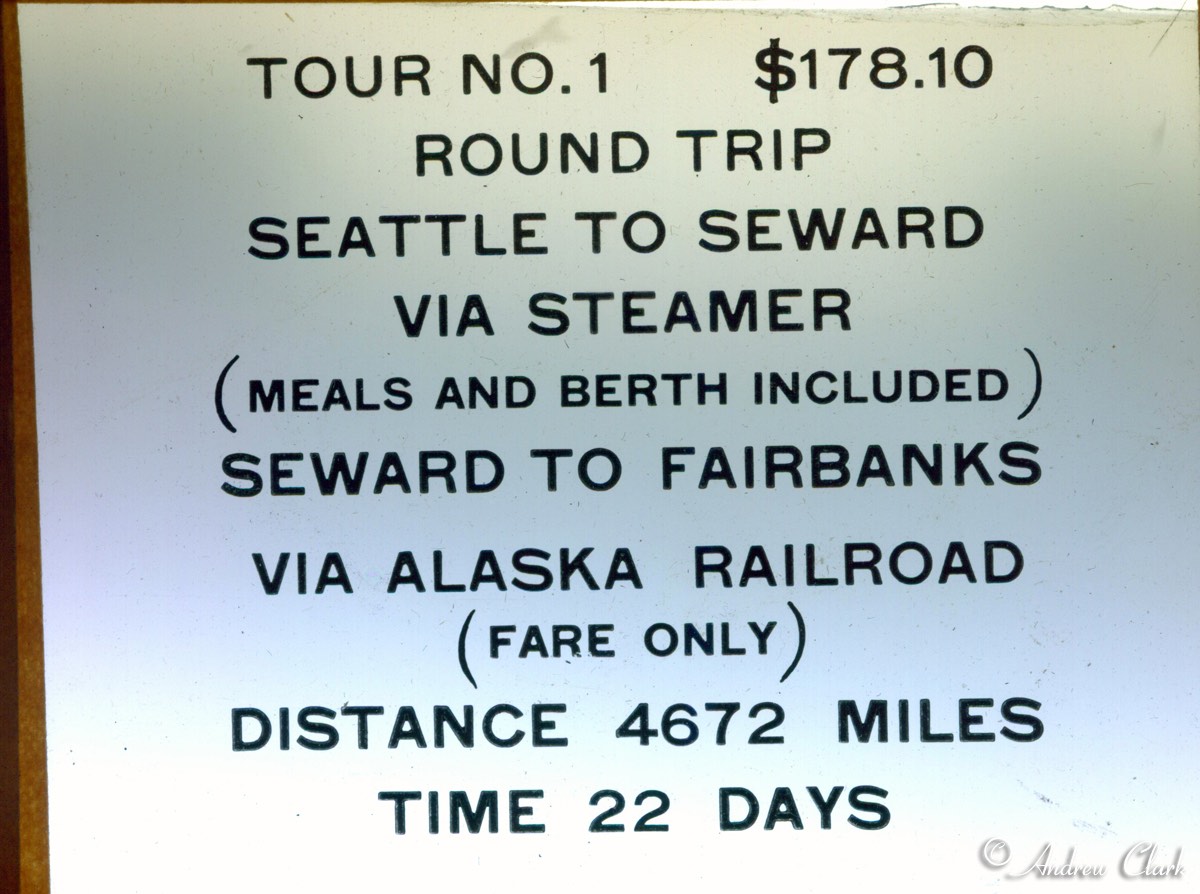 TOUR NO. 1 $178.10
ROUND TRIP
SEATTLE TO SEWARD
VIA STEAMER
(MEALS AND BERTH INCLUDED)
SEWARD TO FAIRBANKS
VIA ALASKA RAILROAD
(FARE ONLY)
DISTANCE 4672 MILES
TIME 22 DAYS
© Andrew Clark